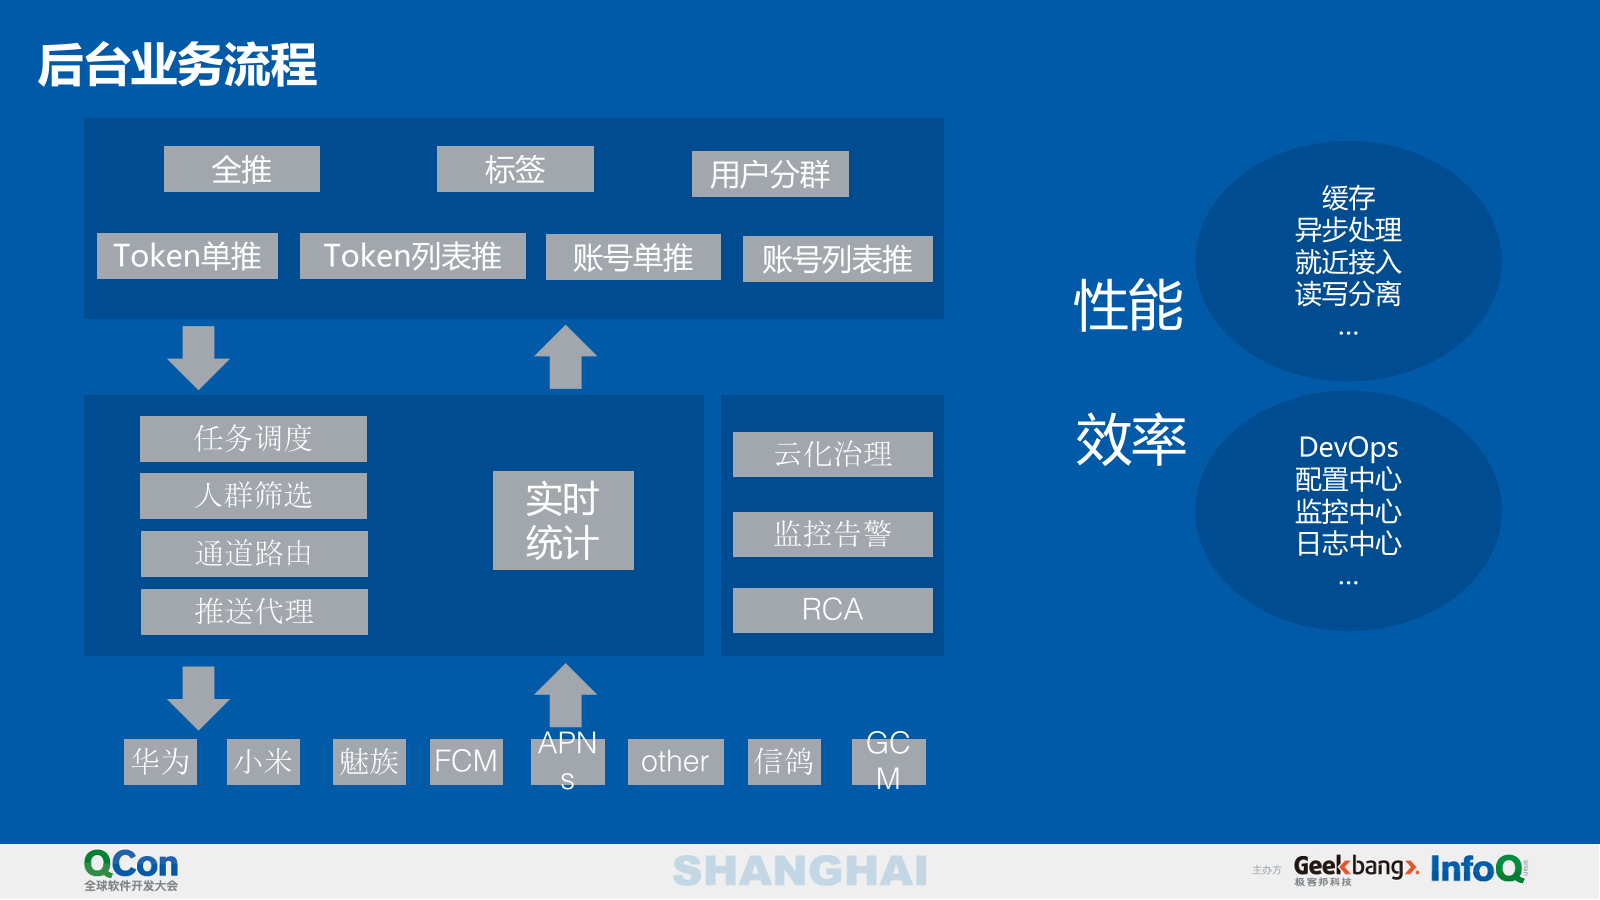 后台业务流程
全推
标签
用户分群
Token单推
Token列表推
账号单推
账号列表推
任务调度
人群筛选
通道路由
推送代理
实时
统计
云化治理
监控告警
RCA
华为
小米
魅族
FCM
APN
s
other
信鸽
GC
M
性能
缓存
异步处理
就近接入
读写分离
...
效率
DevOps
配置中心
监控中心
日志中心
...
QCon
全球软件开发大会
SHANGHAI
主办方
Geekbang>.
极客邦科技
InfoQ